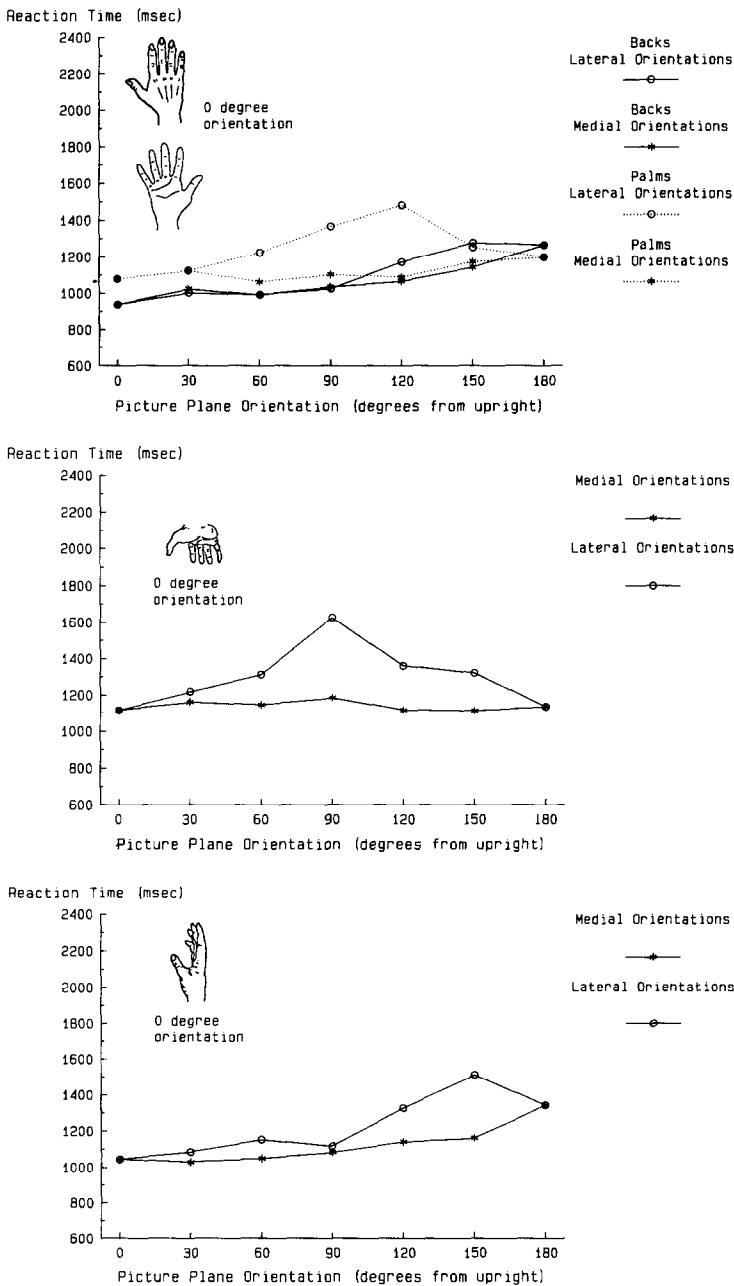 Reaction Time (msec)
2400
2200
2000
1800
1600
1400
1200
1000
800
600
0 degree
orientation
0 30 60 90 120 150 180
Picture Plane Orientation (degrees from upright)
Backs
Lateral Orientations
Backs
Medial Orientations
Palms
Lateral Orientations
Palms
Medial Orientations
Reaction Time (msec)
2400
2200
2000
1800
1600
1400
1200
1000
800
600
0 degree
orientation
0 30 60 90 120 150 180
Picture Plane Orientation (degrees from upright)
Medial Orientations
Lateral Orientations
Reaction Time (msec)
2400
2200
2000
1800
1600
1400
1200
1000
800
600
0 degree
orientation
0 30 60 90 120 150 180
Picture Plane Orientation (degrees from upright)
Medial Orientations
Lateral Orientations